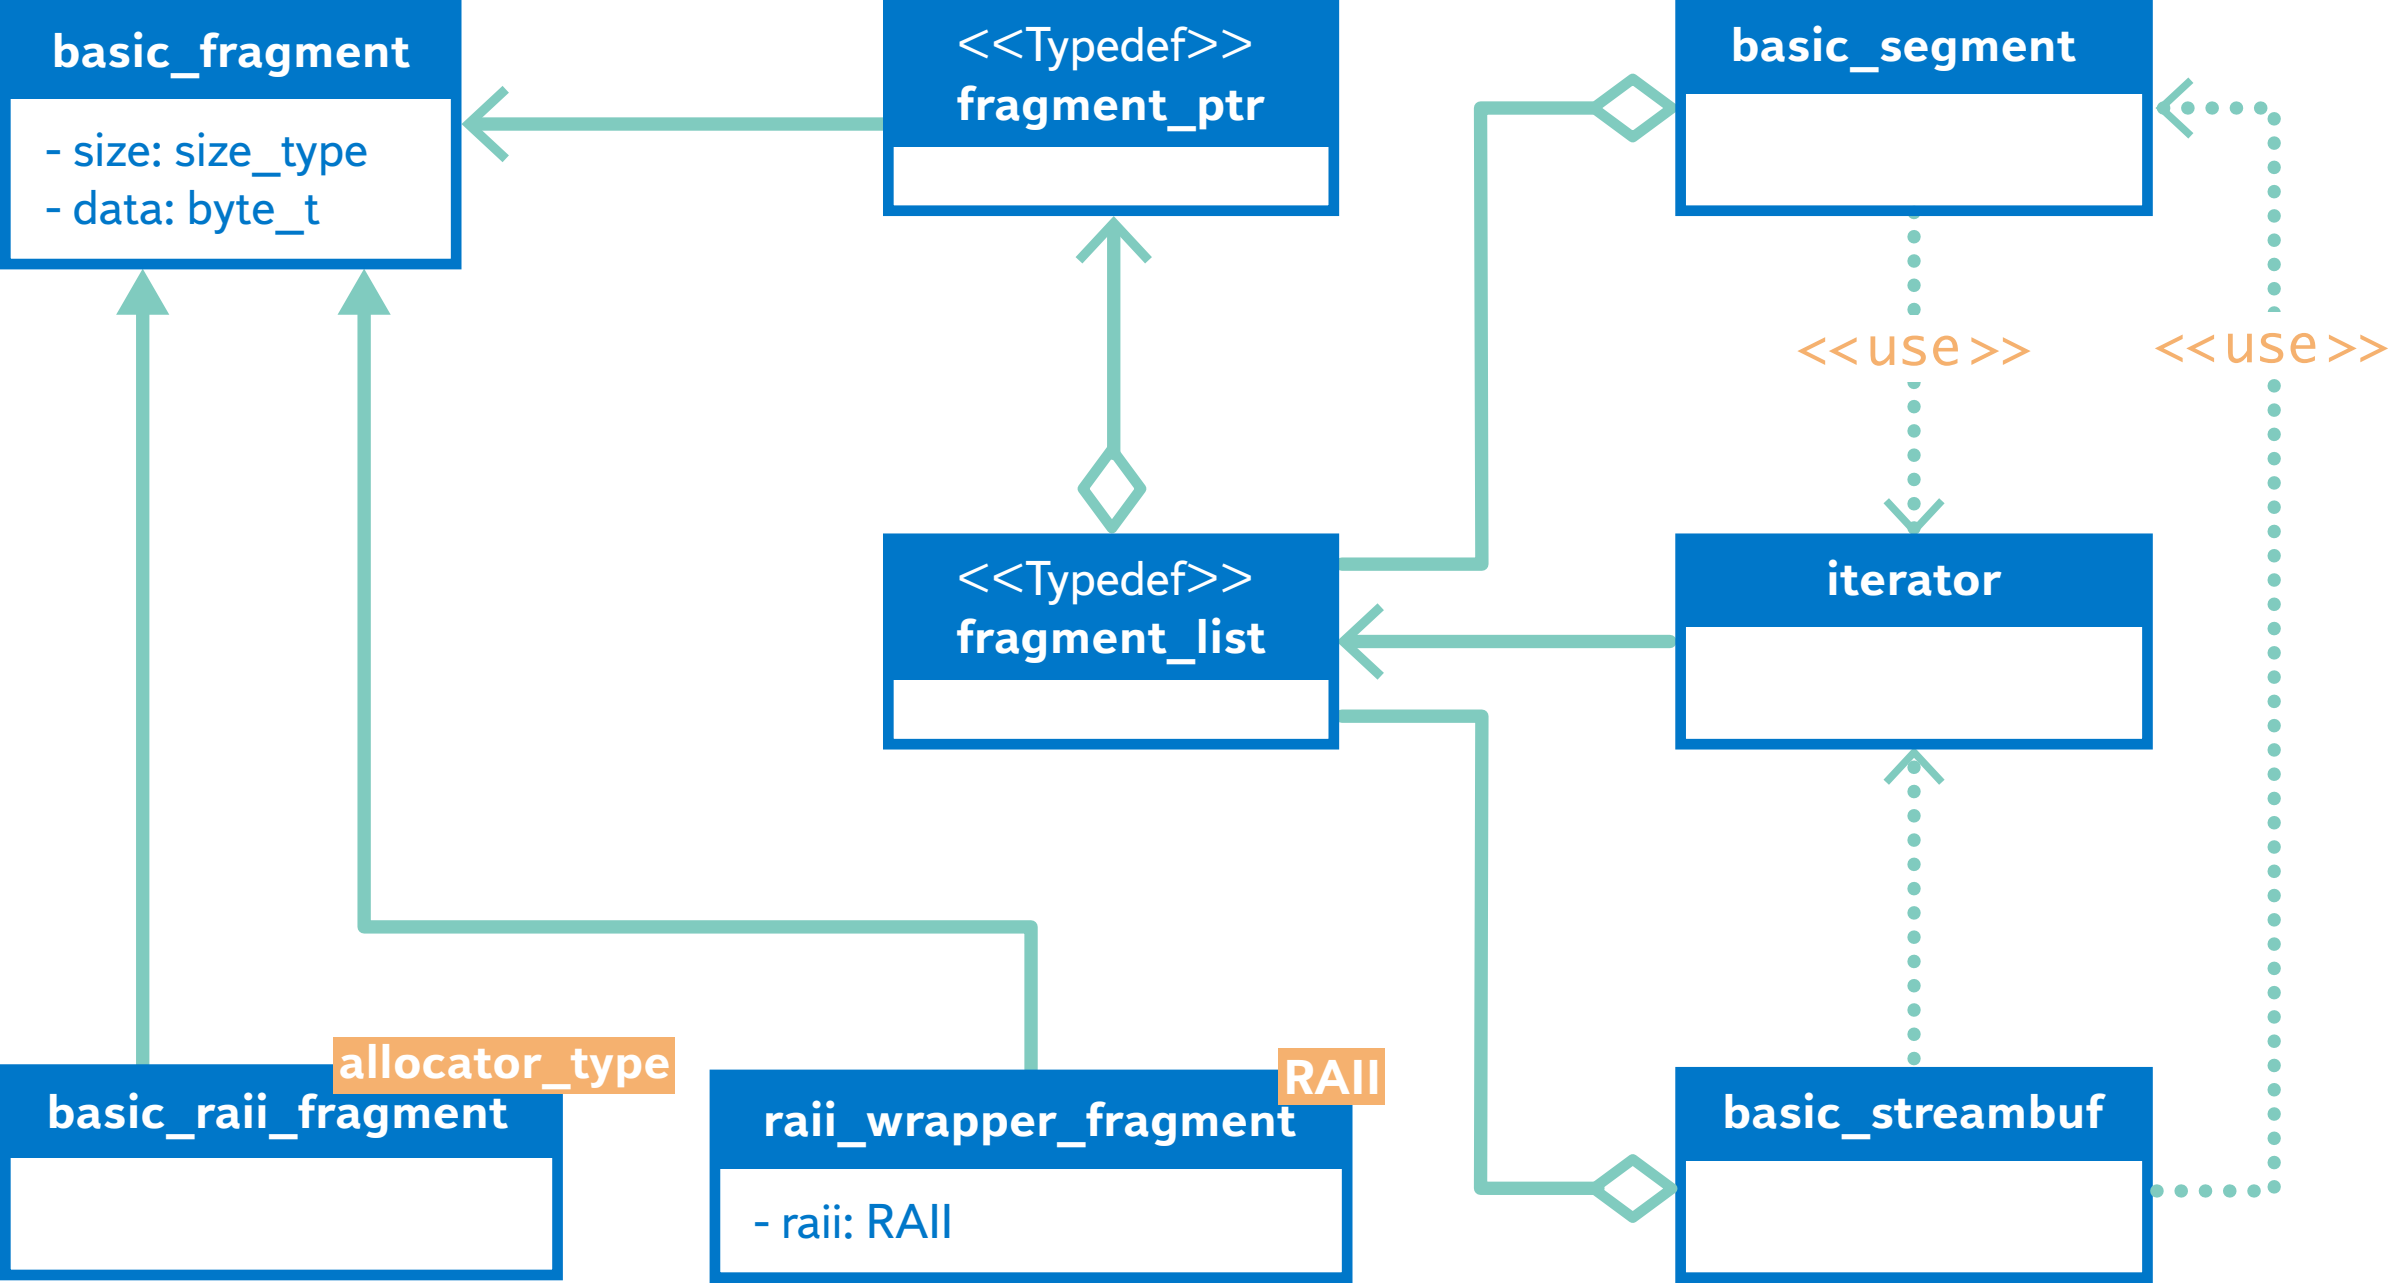 basic_fragment
- size: size_type
- data: byte_t
<<Typedef>>
fragment_ptr
basic_segment
<<use>>
<<use>>
<<Typedef>>
fragment_list
iterator
allocator_type
basic_raii_fragment
RAII
raii_wrapper_fragment
- raii: RAII
basic_streambuf